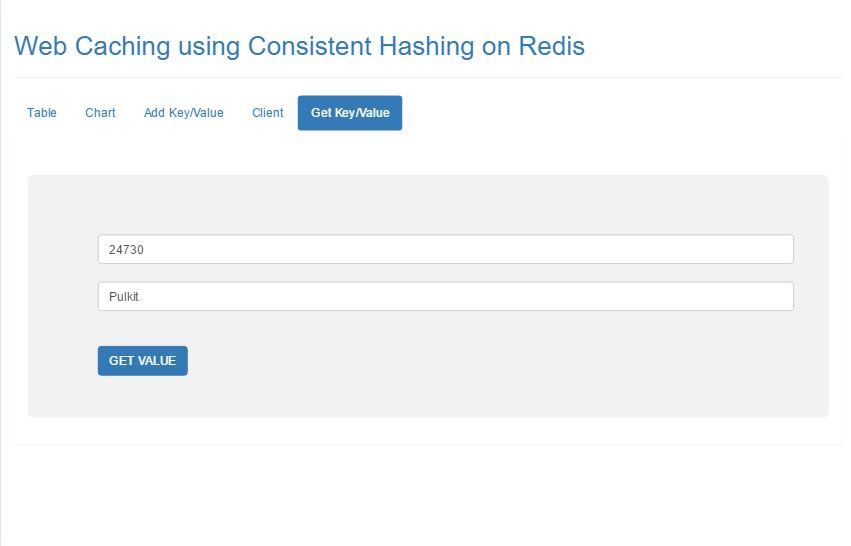 Web Caching using Consistent Hashing on Redis
Table Chart Add Key/Value Client Get Key/Value
24730
Pulkit
GET VALUE